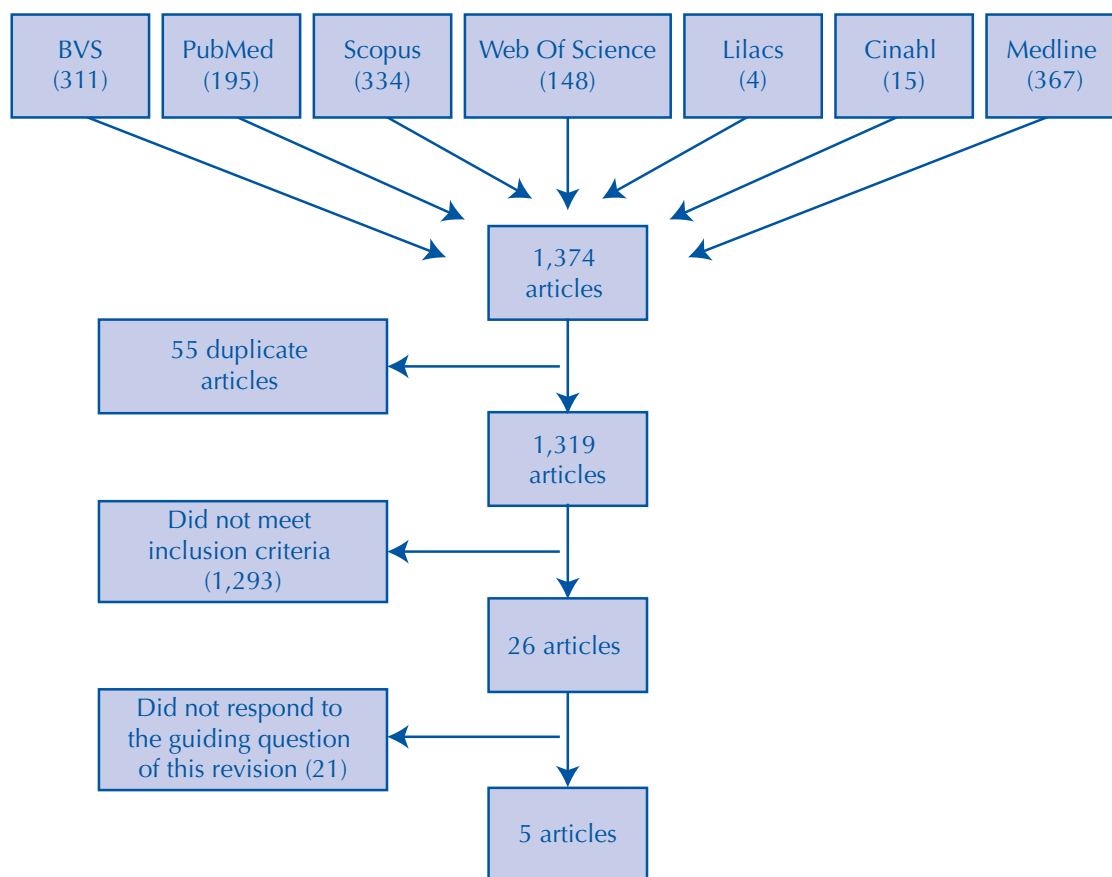 BVS
(311)
PubMed
(195)
Scopus
(334)
Web Of Science
(148)
Lilacs
(4)
Cinahl
(15)
Medline
(367)
1,374
articles
55 duplicate
articles
1,319
articles
Did not meet
inclusion criteria
(1,293)
26 articles
Did not respond to
the guiding question
of this revision (21)
5 articles